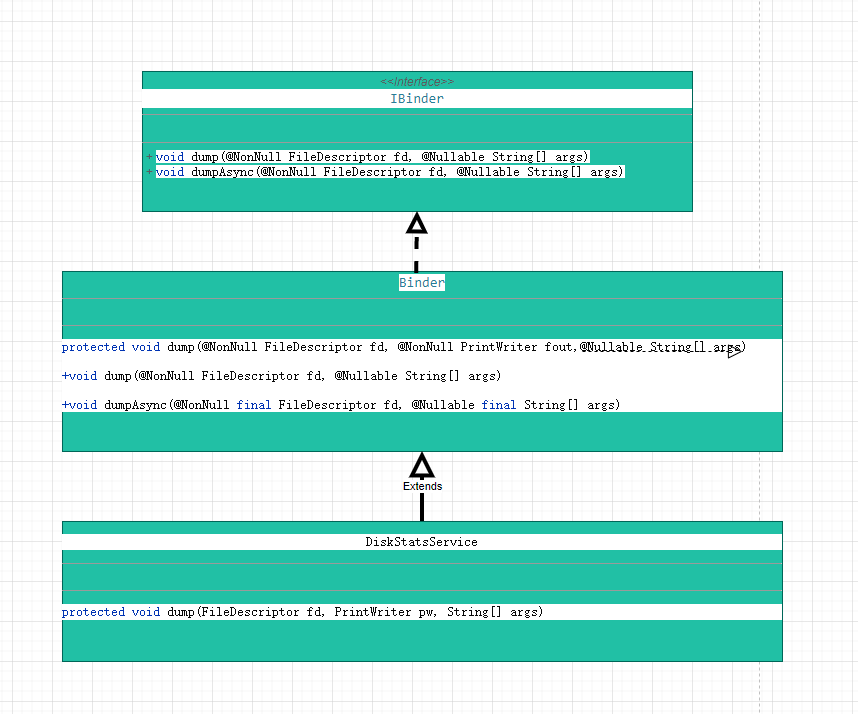 <<Interface>>
IBinder
+ void dump(@NonNull FileDescriptor fd, @Nullable String[] args)
+ void dumpAsync(@NonNull FileDescriptor fd, @Nullable String[] args)
Binder
protected void dump(@NonNull FileDescriptor fd, @NonNull PrintWriter fout,@Nullable String[] args)
+void dump(@NonNull FileDescriptor fd, @Nullable String[] args)
+void dumpAsync(@NonNull final FileDescriptor fd, @Nullable final String[] args)
Extends
DiskStatsService
protected void dump(FileDescriptor fd, PrintWriter pw, String[] args)